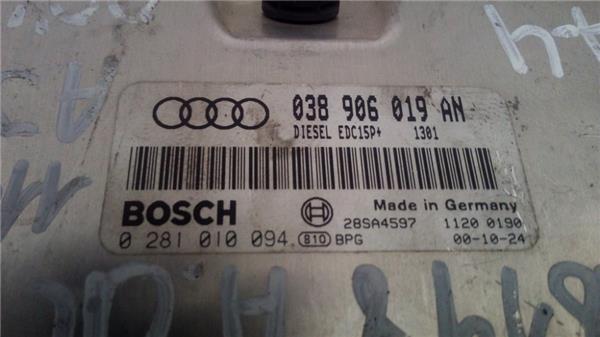 038 906 019 AN
DIESEL EDC15P+ 1301
BOSCH
Made in Germany
28SA4597 1120 0190
0 281 010 094 B10 BPG 00-10-24